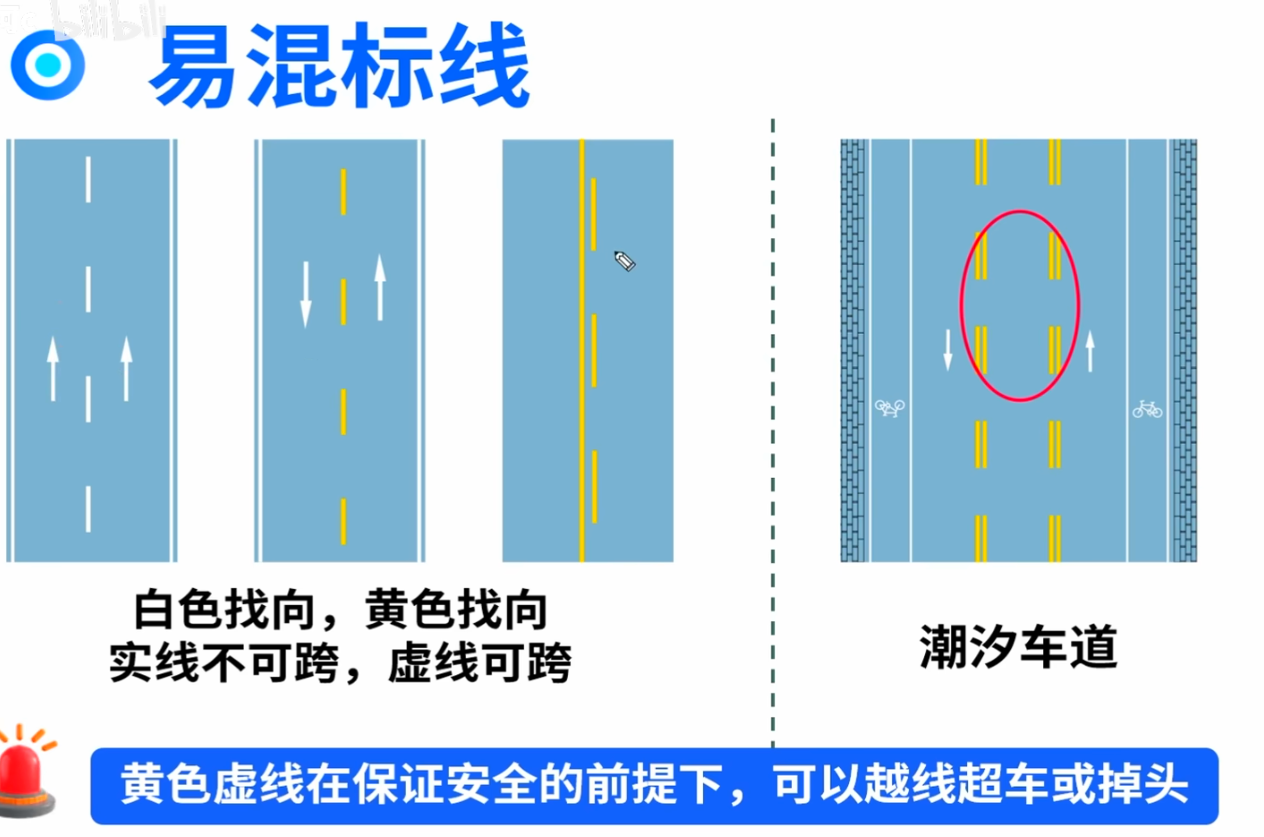 bilibili
易混标线
白色找向，黄色找向
实线不可跨，虚线可跨
潮汐车道
黄色虚线在保证安全的前提下，可以越线超车或掉头